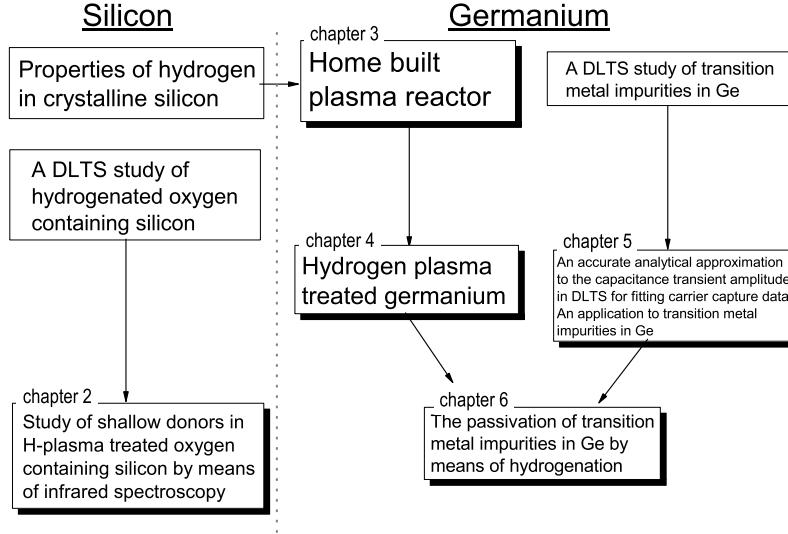 Silicon
Germanium
Properties of hydrogen
in crystalline silicon
chapter 3
Home built
plasma reactor
A DLTS study of transition
metal impurities in Ge
A DLTS study of
hydrogenated oxygen
containing silicon
chapter 4
Hydrogen plasma
treated germanium
chapter 5
An accurate analytical approximation
to the capacitance transient amplitude
in DLTS for fitting carrier capture data
An application to transition metal
impurities in Ge
chapter 2
Study of shallow donors in
H-plasma treated oxygen
containing silicon by means
of infrared spectroscopy
chapter 6
The passivation of transition
metal impurities in Ge by
means of hydrogenation